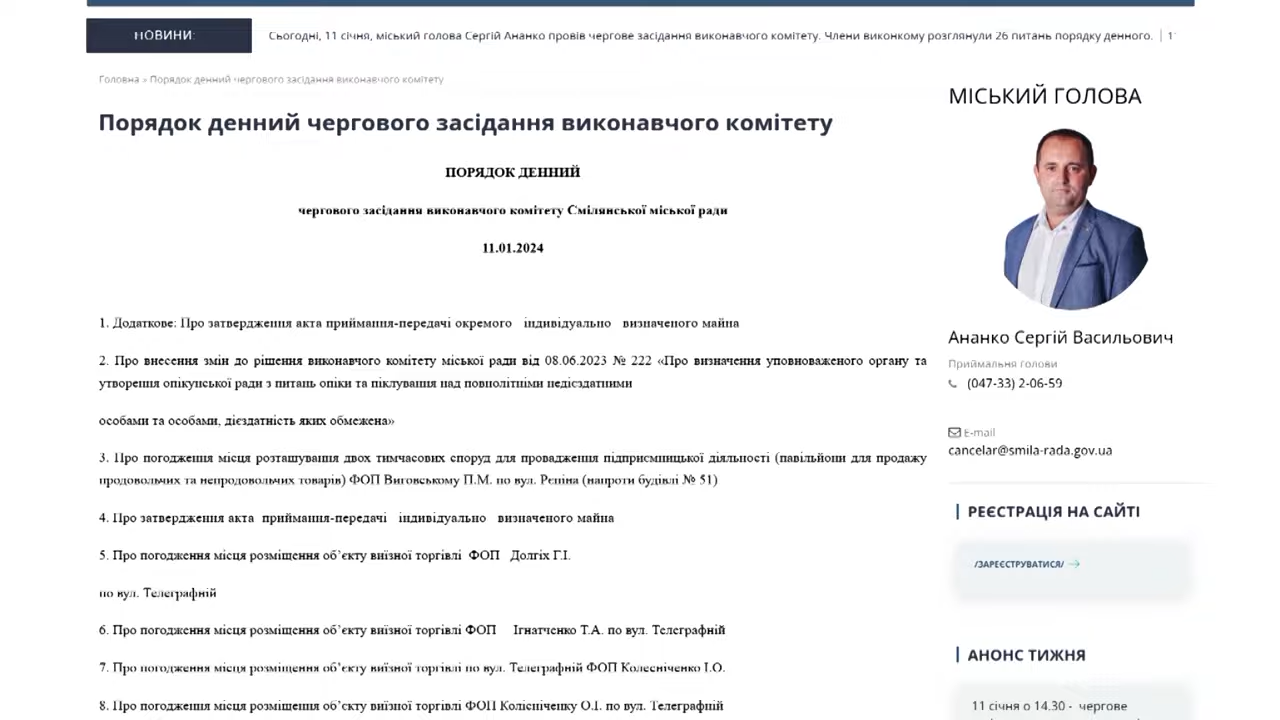 НОВИНИ:
Сьогодні, 11 січня, міський голова Сергій Ананко провів чергове засідання виконавчого комітету. Члени виконкому розглянули 26 питань порядку денного. |
Головна » Порядок денний чергового засідання виконавчого комітету
Порядок денний чергового засідання виконавчого комітету
ПОРЯДОК ДЕННИЙ
чергового засідання виконавчого комітету Смілянської міської ради
11.01.2024
1. Додаткове: Про затвердження акта приймання-передачі окремого індивідуально визначеного майна
2. Про внесення змін до рішення виконавчого комітету міської ради від 08.06.2023 № 222 «Про визначення уповноваженого органу та
утворення опікунської ради з питань опіки та піклування над повнолітніми недієздатними
особами та особами, дієздатність яких обмежена»
3. Про погодження місця розташування двох тимчасових споруд для провадження підприємницької діяльності (павільйони для продажу
продовольчих та непродовольчих товарів) ФОП Виговському П.М. по вул. Рєпіна (напроти будівлі № 51)
4. Про затвердження акта приймання-передачі індивідуально визначеного майна
5. Про погодження місця розміщення об’єкту виїзної торгівлі ФОП Долгіх Г.І.
по вул. Телеграфній
6. Про погодження місця розміщення об’єкту виїзної торгівлі ФОП Ігнатченко Т.А. по вул. Телеграфній
7. Про погодження місця розміщення об’єкту виїзної торгівлі по вул. Телеграфній ФОП Колесніченко І.О.
8. Про погодження місця розміщення об’єкту виїзної торгівлі ФОП Колісніченку О.І. по вул. Телеграфній
МІСЬКИЙ ГОЛОВА
Ананко Сергій Васильович
Приймальня голови
(047-33) 2-06-59
E-mail
cancelar@smila-rada.gov.ua
РЕЄСТРАЦІЯ НА САЙТІ
/ЗАРЕЄСТРУВАТИСЯ/
АНОНС ТИЖНЯ
11 січня о 14.30 - чергове